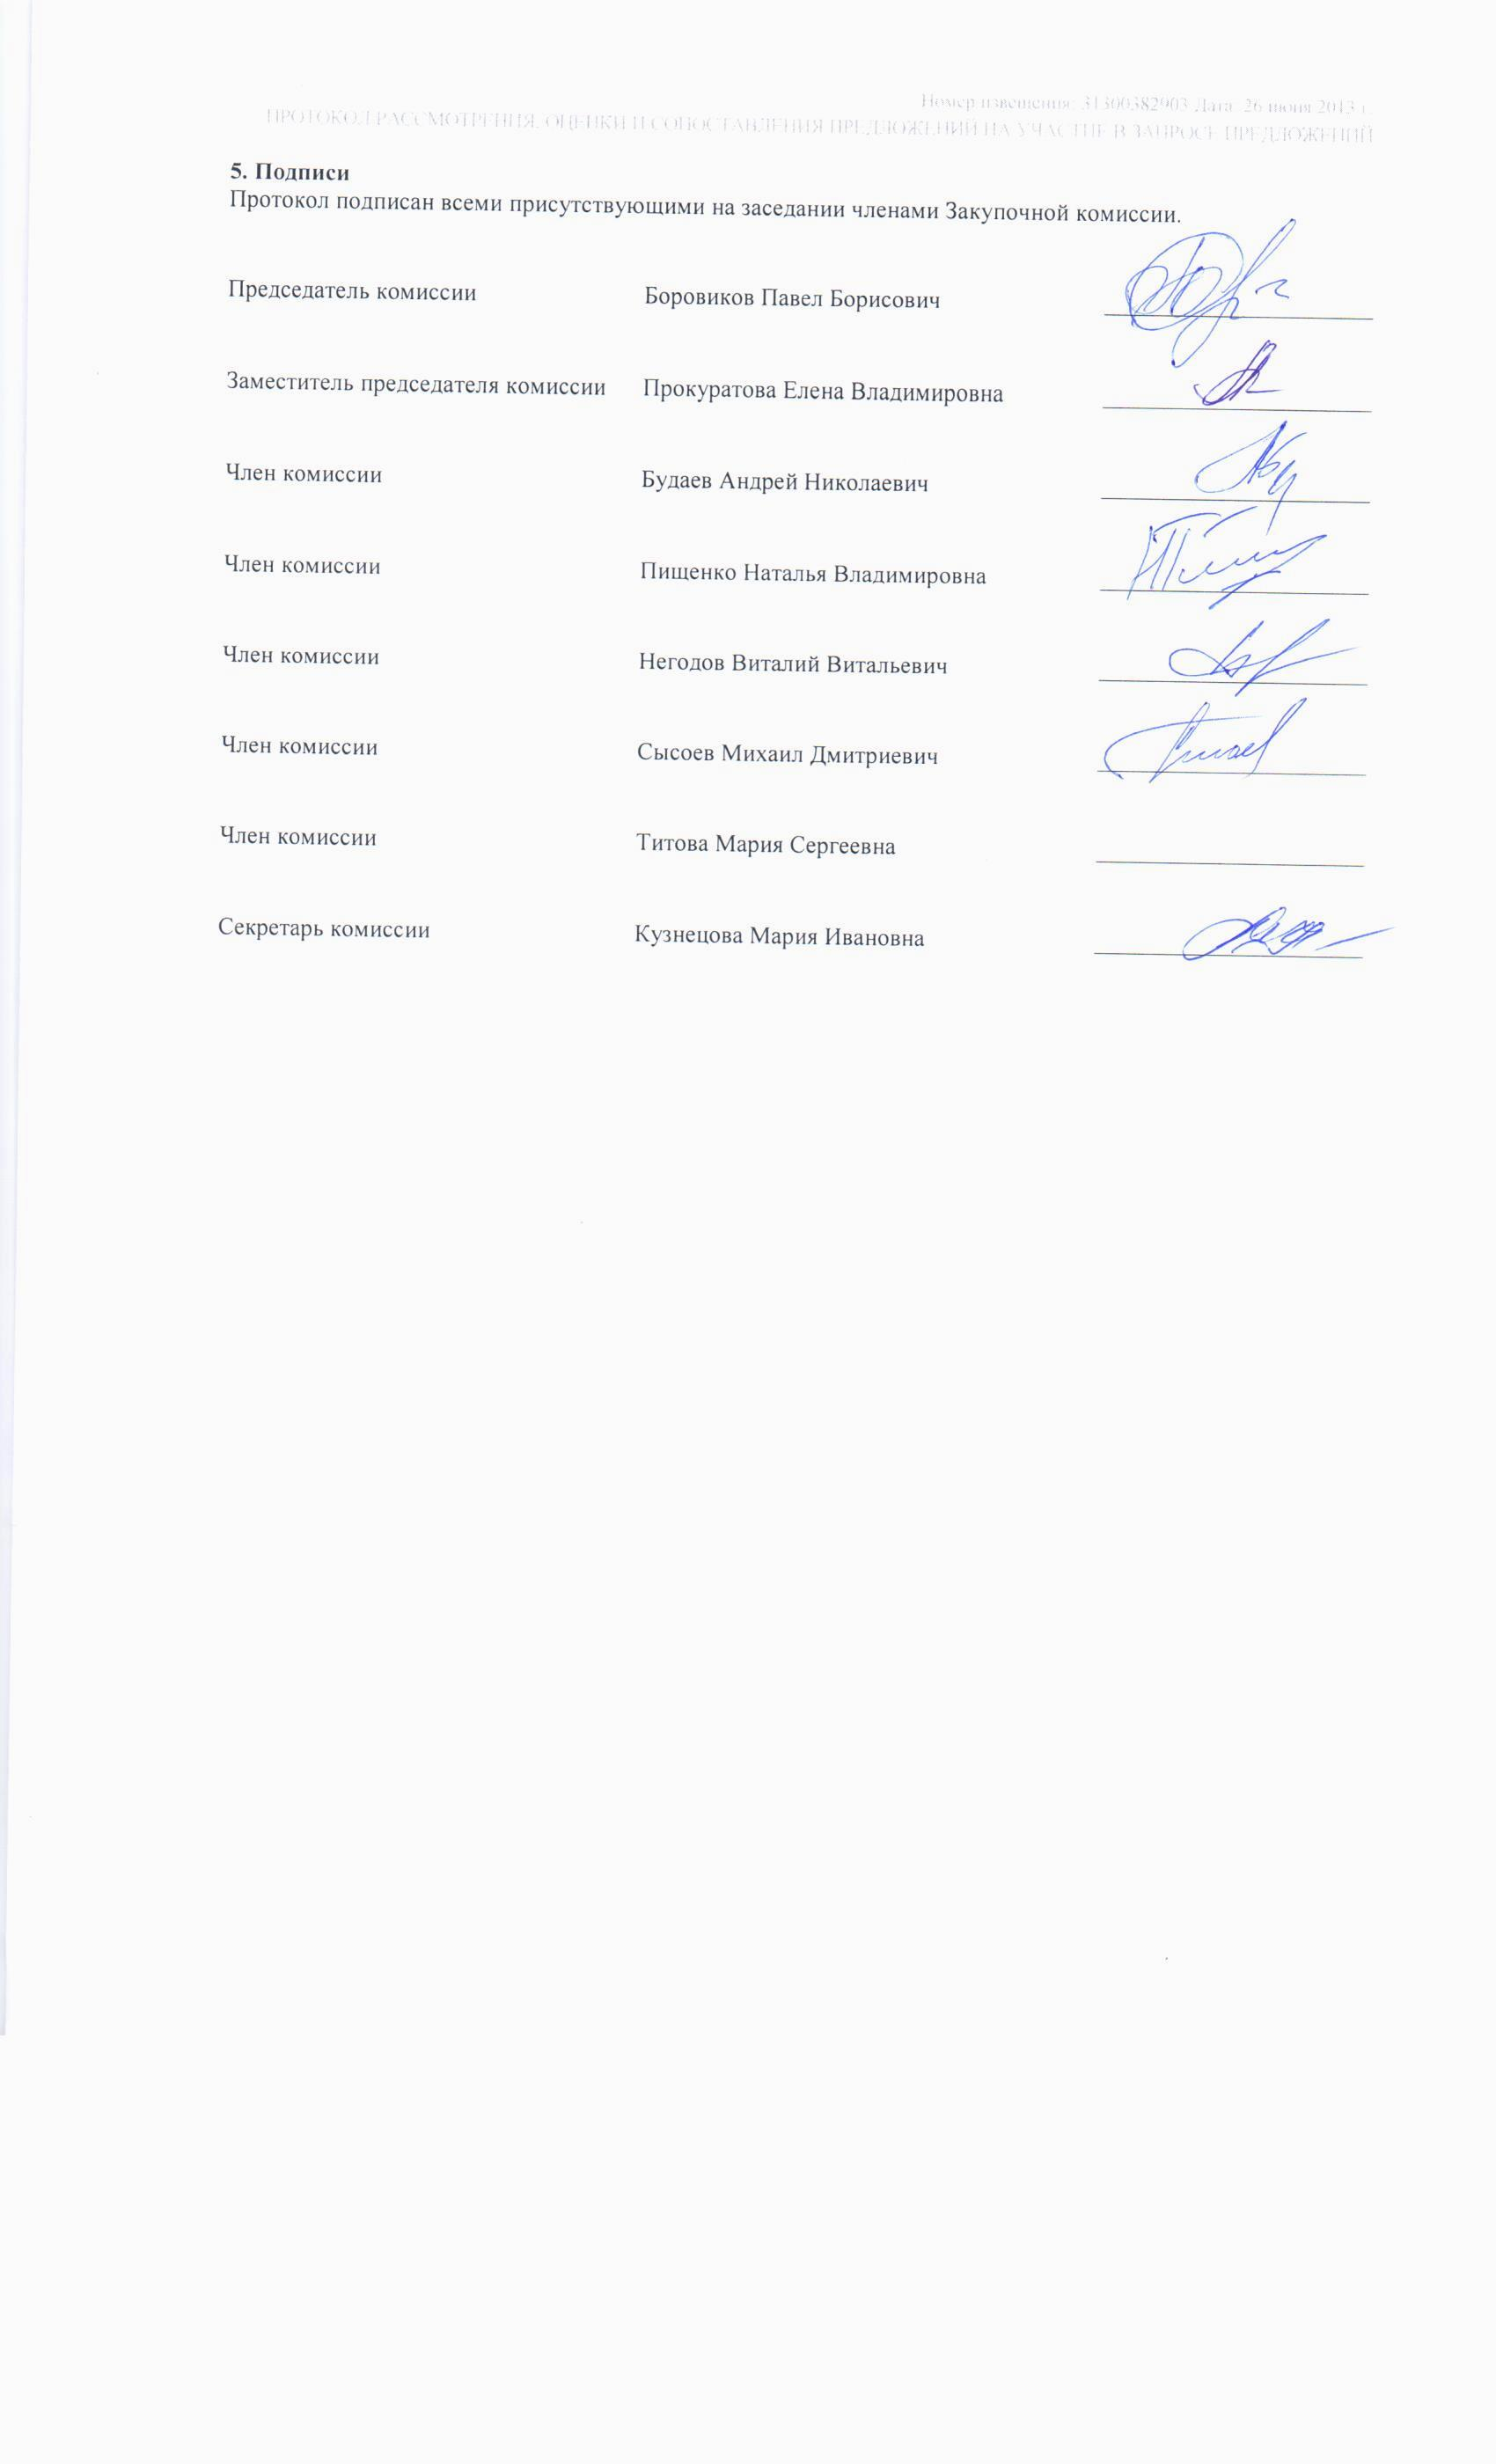 Номер извещения: 31300382903 Дата: 26 июня 2013 г.
ПРОТОКОЛ РАССМОТРЕНИЯ, ОЦЕНКИ И СОПОСТАВЛЕНИЯ ПРЕДЛОЖЕНИЙ НА УЧАСТИЕ В ЗАПРОСЕ ПРЕДЛОЖЕНИЙ
5. Подписи
Протокол подписан всеми присутствующими на заседании членами Закупочной комиссии.
Председатель комиссии Боровиков Павел Борисович
Заместитель председателя комиссии Прокуратова Елена Владимировна
Член комиссии Будаев Андрей Николаевич
Член комиссии Пищенко Наталья Владимировна
Член комиссии Негодов Виталий Витальевич
Член комиссии Сысоев Михаил Дмитриевич
Член комиссии Титова Мария Сергеевна
Секретарь комиссии Кузнецова Мария Ивановна